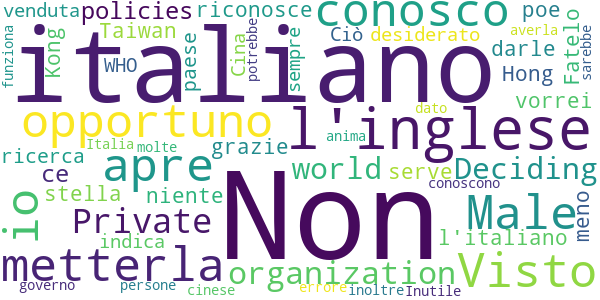 venduta policies riconosce conosco poe Fatelo averla
funziona Kong Taiwan Ciò desiderato darle
WHO paese Cina potrebbe sempre Hong sarebbe
italiano
vorrei
opportuno l'inglese
Italia molte grazie anima dato
ricerca apre world serve Deciding
ce stella niente Non conoscono meno
io Private Male
indica l'italiano
metterla organization Visto
governo persone cinese errore inoltre Inutile